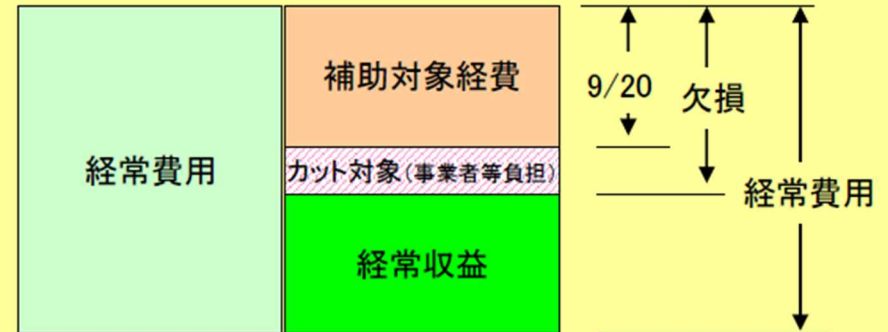 補助対象経費
9/20
欠損
経常費用
カット対象(事業者等負担)
経常費用
経常収益